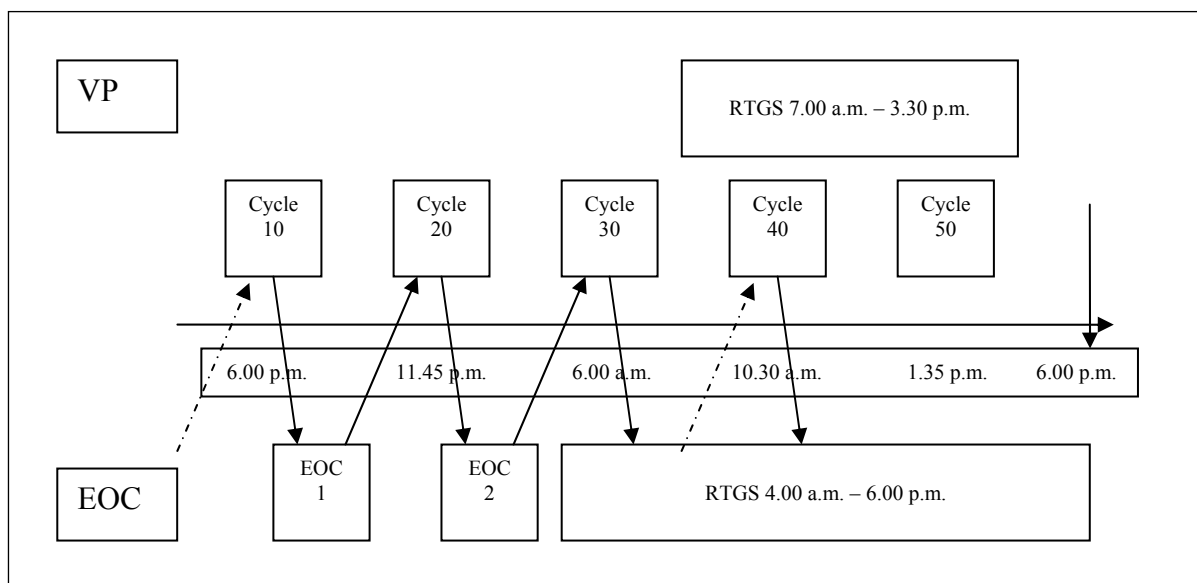 VP
RTGS 7.00 a.m. – 3.30 p.m.
Cycle
10
Cycle
20
Cycle
30
Cycle
40
Cycle
50
6.00 p.m.
11.45 p.m.
6.00 a.m.
10.30 a.m.
1.35 p.m.
6.00 p.m.
EOC
EOC
1
EOC
2
RTGS 4.00 a.m. – 6.00 p.m.